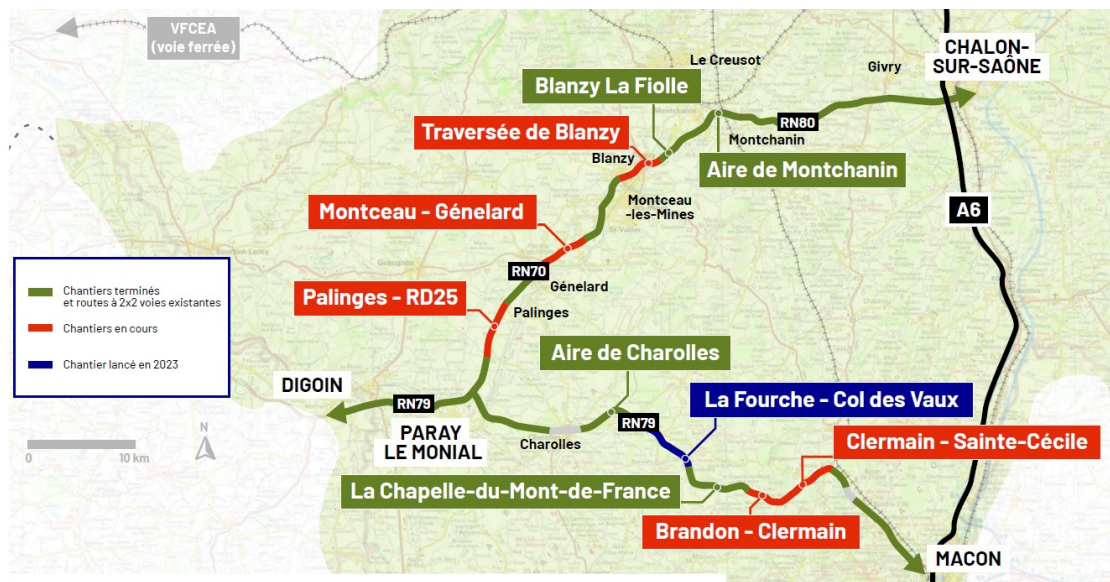 VFCEA
(voie ferrée)
CHALON-
SUR-SAÔNE
Le Creusot
Givry
Blanzy La Fiolle
Traversée de Blanzy
RN80
Montchanin
Blanzy
Aire de Montchanin
Montceau
-les-Mines
Montceau - Génelard
A6
RN70
Génelard
Palinges - RD25
Palinges
Chantiers terminés
et routes à 2x2 voies existantes
Chantiers en cours
Chantier lancé en 2023
Aire de Charolles
DIGOIN
RN79
La Fourche - Col des Vaux
RN79
PARAY
LE MONIAL
Charolles
N
0
10 km
Clermain - Sainte-Cécile
La Chapelle-du-Mont-de-France
Brandon - Clermain
MACON